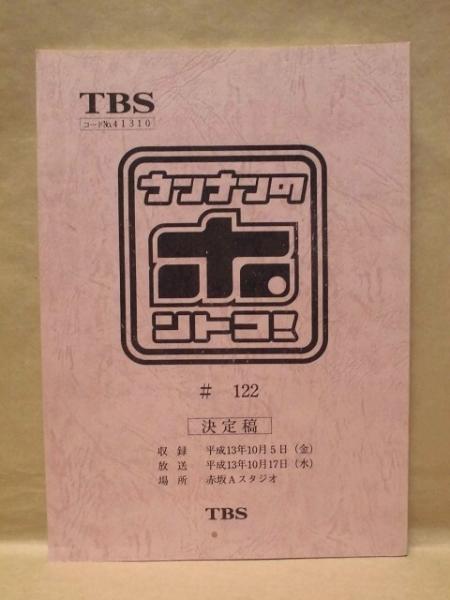 TBS
コードNo.41310
ウンナンの
ホ
ントコ!
# 122
決定稿
収録 平成13年10月5日（金）
放送 平成13年10月17日（水）
場所 赤坂Aスタジオ
TBS